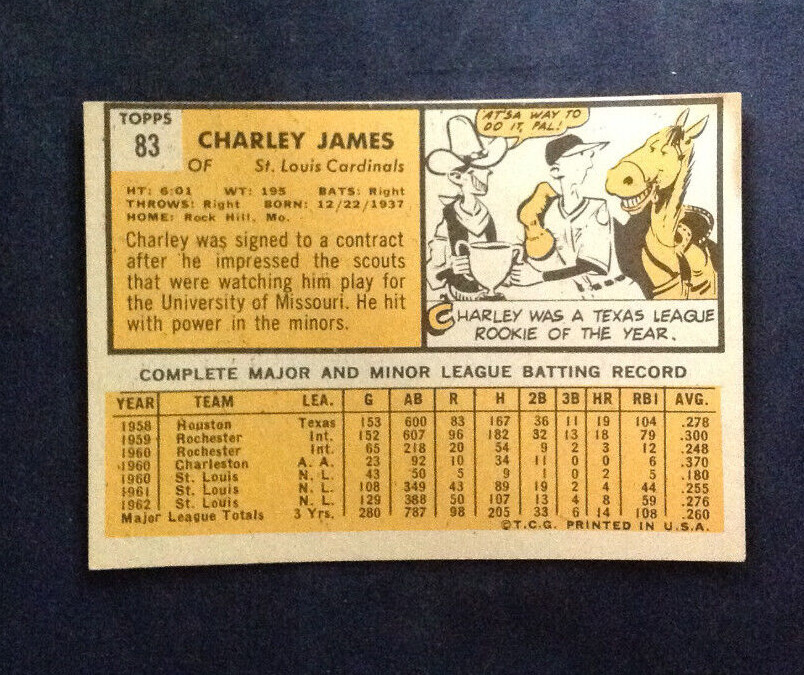 TOPPS
83
CHARLEY JAMES
OF St. Louis Cardinals
HT: 6:01 WT: 195 BATS: Right
THROWS: Right BORN: 12/22/1937
HOME: Rock Hill, Mo.
Charley was signed to a contract
after he impressed the scouts
that were watching him play for
the University of Missouri. He hit
with power in the minors.
'AT'SA WAY TO
DO IT, PAL!
CHARLEY WAS A TEXAS LEAGUE
ROOKIE OF THE YEAR.
COMPLETE MAJOR AND MINOR LEAGUE BATTING RECORD
YEAR TEAM LEA. G AB R H 2B 3B HR RBI AVG.
1958 Houston Texas 153 600 83 167 36 11 19 104 .278
1959 Rochester Int. 152 607 96 182 32 13 18 79 .300
1960 Rochester Int. 65 218 20 54 9 2 3 12 .248
1960 Charleston A. A. 23 92 10 34 11 0 0 6 .370
1960 St. Louis N. L. 43 50 5 9 1 0 2 5 .180
1961 St. Louis N. L. 108 349 43 89 19 2 4 44 .255
1962 St. Louis N. L. 129 388 50 107 13 4 8 59 .276
Major League Totals 3 Yrs. 280 787 98 205 33 6 14 108 .260
©T.C.G. PRINTED IN U.S.A.